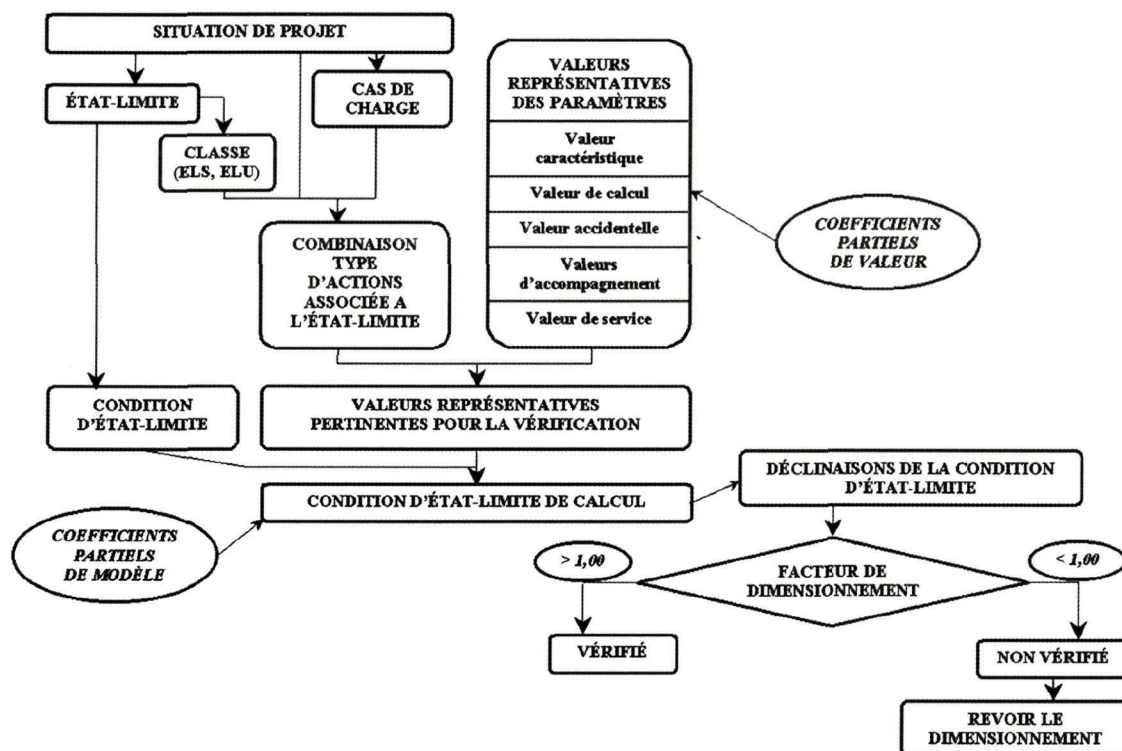 SITUATION DE PROJET
ÉTAT-LIMITE
CAS DE
CHARGE
CLASSE
(ELS, ELU)
VALEURS
REPRÉSENTATIVES
DES PARAMÈTRES
Valeur
caractéristique
Valeur de calcul
Valeur accidentelle
Valeurs
d'accompagnement
Valeur de service
COEFFICIENTS
PARTIELS
DE VALEUR
COMBINAISON
TYPE
D'ACTIONS
ASSOCIÉE A
L'ÉTAT-LIMITE
CONDITION
D'ÉTAT-LIMITE
VALEURS REPRÉSENTATIVES
PERTINENTES POUR LA VÉRIFICATION
CONDITION D'ÉTAT-LIMITE DE CALCUL
DÉCLINAISONS DE LA CONDITION
D'ÉTAT-LIMITE
COEFFICIENTS
PARTIELS
DE MODÈLE
> 1,00
FACTEUR DE
DIMENSIONNEMENT
< 1,00
VÉRIFIÉ
NON VÉRIFIÉ
REVOIR LE
DIMENSIONNEMENT